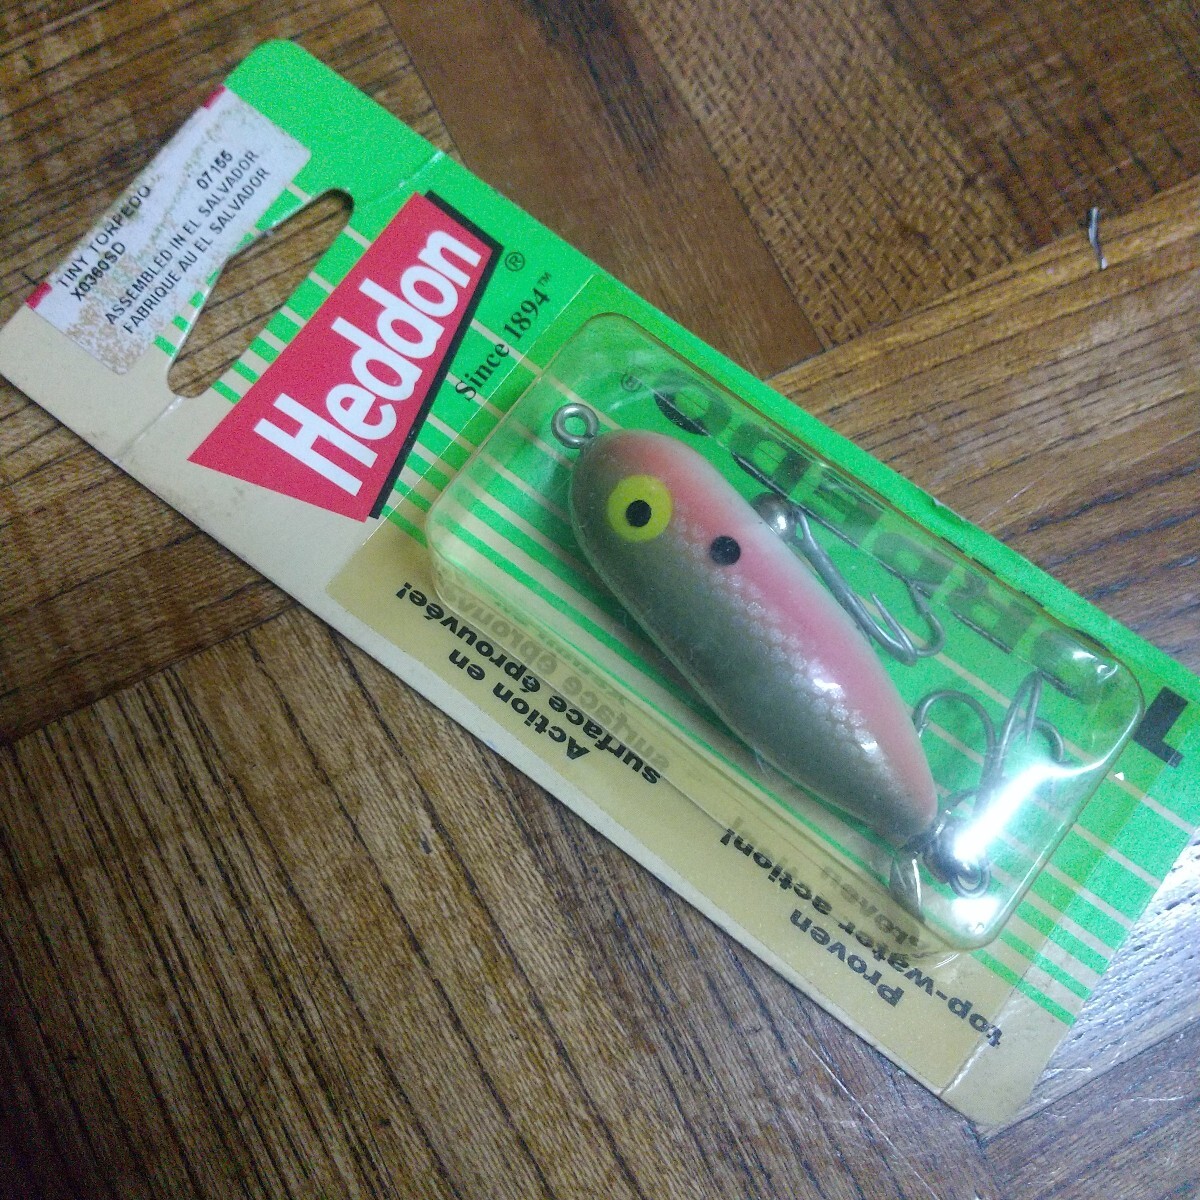 TINY TORPEDO
X0360SD 07155
ASSEMBLED IN EL SALVADOR
FABRIQUE AU EL SALVADOR
Heddon®
Since 1894™
TORPEDO®
Action en
surface éprouvée!
Proven
top-water action!